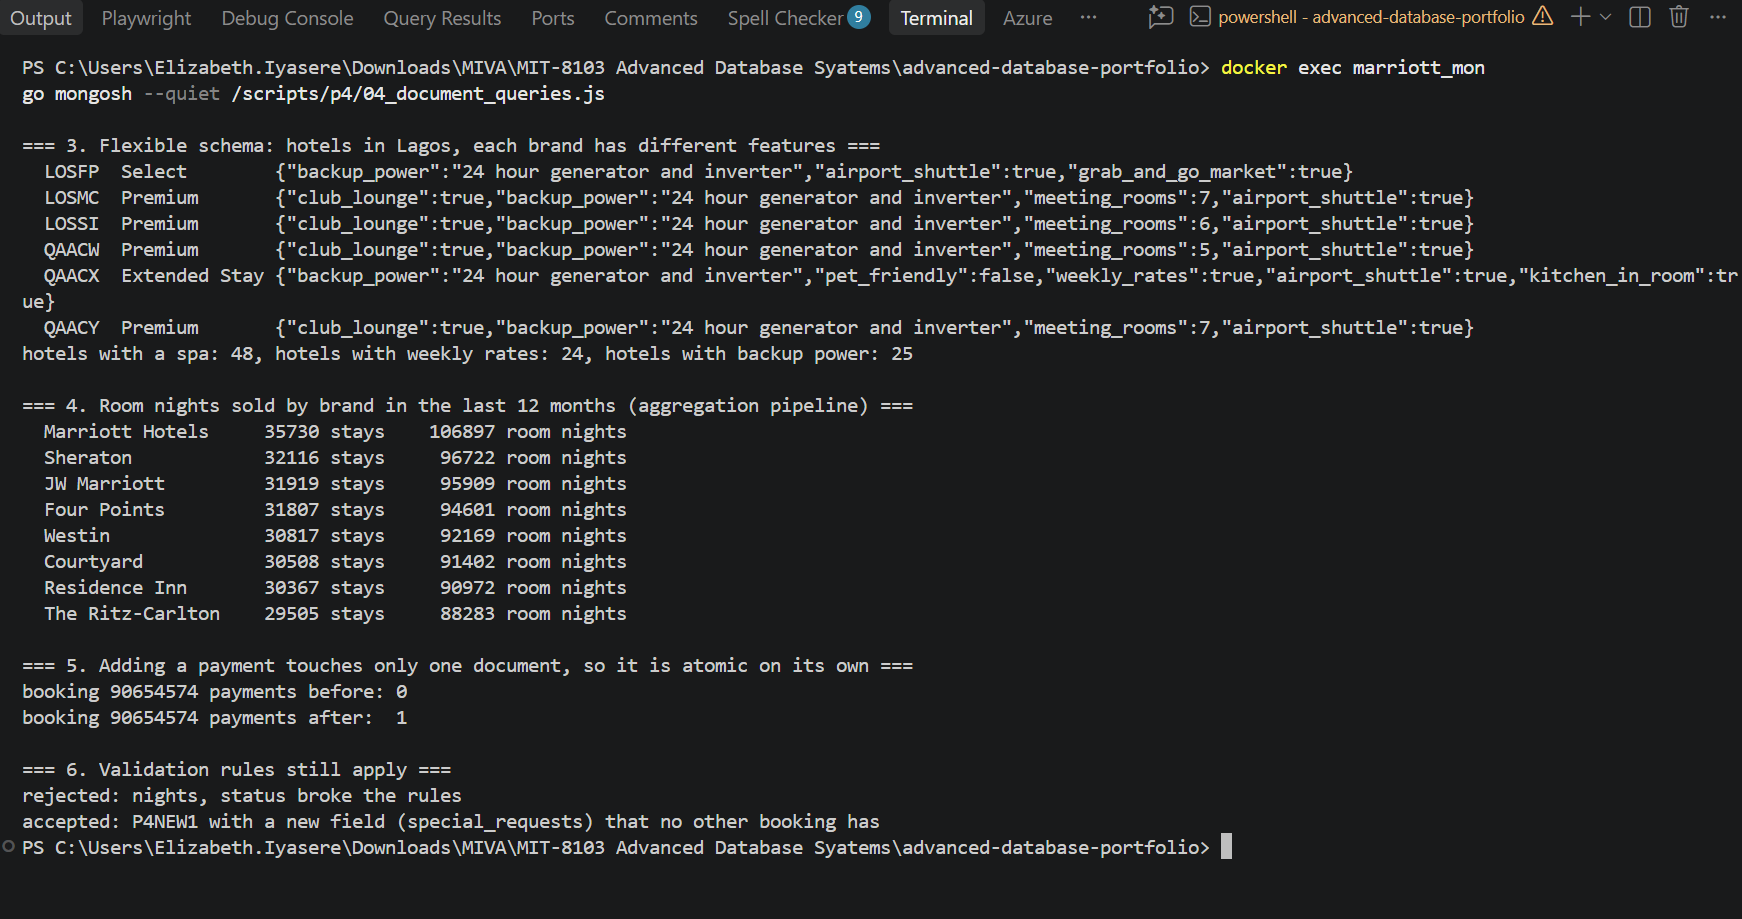 Output Playwright Debug Console Query Results Ports Comments Spell Checker 9 Terminal Azure ··· powershell - advanced-database-portfolio ···
PS C:\Users\Elizabeth.Iyasere\Downloads\MIVA\MIT-8103 Advanced Database Systems\advanced-database-portfolio> docker exec marriott_mon
go mongosh --quiet /scripts/p4/04_document_queries.js
=== 3. Flexible schema: hotels in Lagos, each brand has different features ===
LOSFP Select {"backup_power":"24 hour generator and inverter","airport_shuttle":true,"grab_and_go_market":true}
LOSMC Premium {"club_lounge":true,"backup_power":"24 hour generator and inverter","meeting_rooms":7,"airport_shuttle":true}
LOSSI Premium {"club_lounge":true,"backup_power":"24 hour generator and inverter","meeting_rooms":6,"airport_shuttle":true}
QAACW Premium {"club_lounge":true,"backup_power":"24 hour generator and inverter","meeting_rooms":5,"airport_shuttle":true}
QAACX Extended Stay {"backup_power":"24 hour generator and inverter","pet_friendly":false,"weekly_rates":true,"airport_shuttle":true,"kitchen_in_room":tr
ue}
QAACY Premium {"club_lounge":true,"backup_power":"24 hour generator and inverter","meeting_rooms":7,"airport_shuttle":true}
hotels with a spa: 48, hotels with weekly rates: 24, hotels with backup power: 25
=== 4. Room nights sold by brand in the last 12 months (aggregation pipeline) ===
Marriott Hotels 35730 stays 106897 room nights
Sheraton 32116 stays 96722 room nights
JW Marriott 31919 stays 95909 room nights
Four Points 31807 stays 94601 room nights
Westin 30817 stays 92169 room nights
Courtyard 30508 stays 91402 room nights
Residence Inn 30367 stays 90972 room nights
The Ritz-Carlton 29505 stays 88283 room nights
=== 5. Adding a payment touches only one document, so it is atomic on its own ===
booking 90654574 payments before: 0
booking 90654574 payments after: 1
=== 6. Validation rules still apply ===
rejected: nights, status broke the rules
accepted: P4NEW1 with a new field (special_requests) that no other booking has
PS C:\Users\Elizabeth.Iyasere\Downloads\MIVA\MIT-8103 Advanced Database Systems\advanced-database-portfolio>